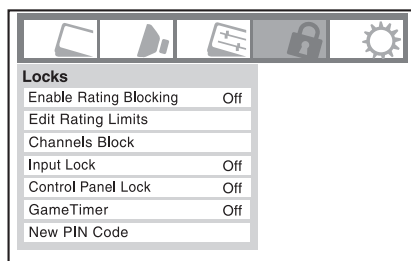 Locks
Enable Rating Blocking Off
Edit Rating Limits
Channels Block
Input Lock Off
Control Panel Lock Off
GameTimer Off
New PIN Code